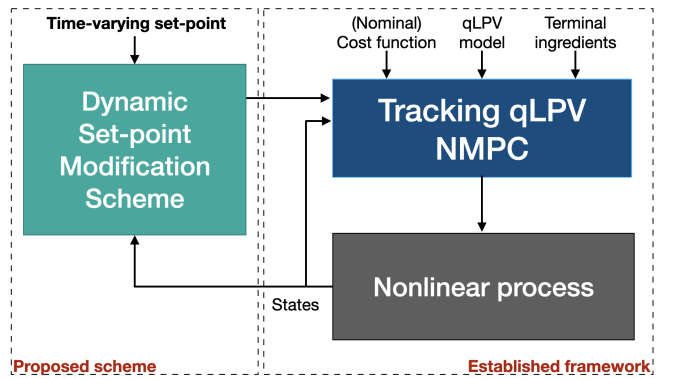 Time-varying set-point
(Nominal)
Cost function
qLPV
model
Terminal
ingredients
Dynamic
Set-point
Modification
Scheme
Tracking qLPV
NMPC
Nonlinear process
States
Proposed scheme
Established framework